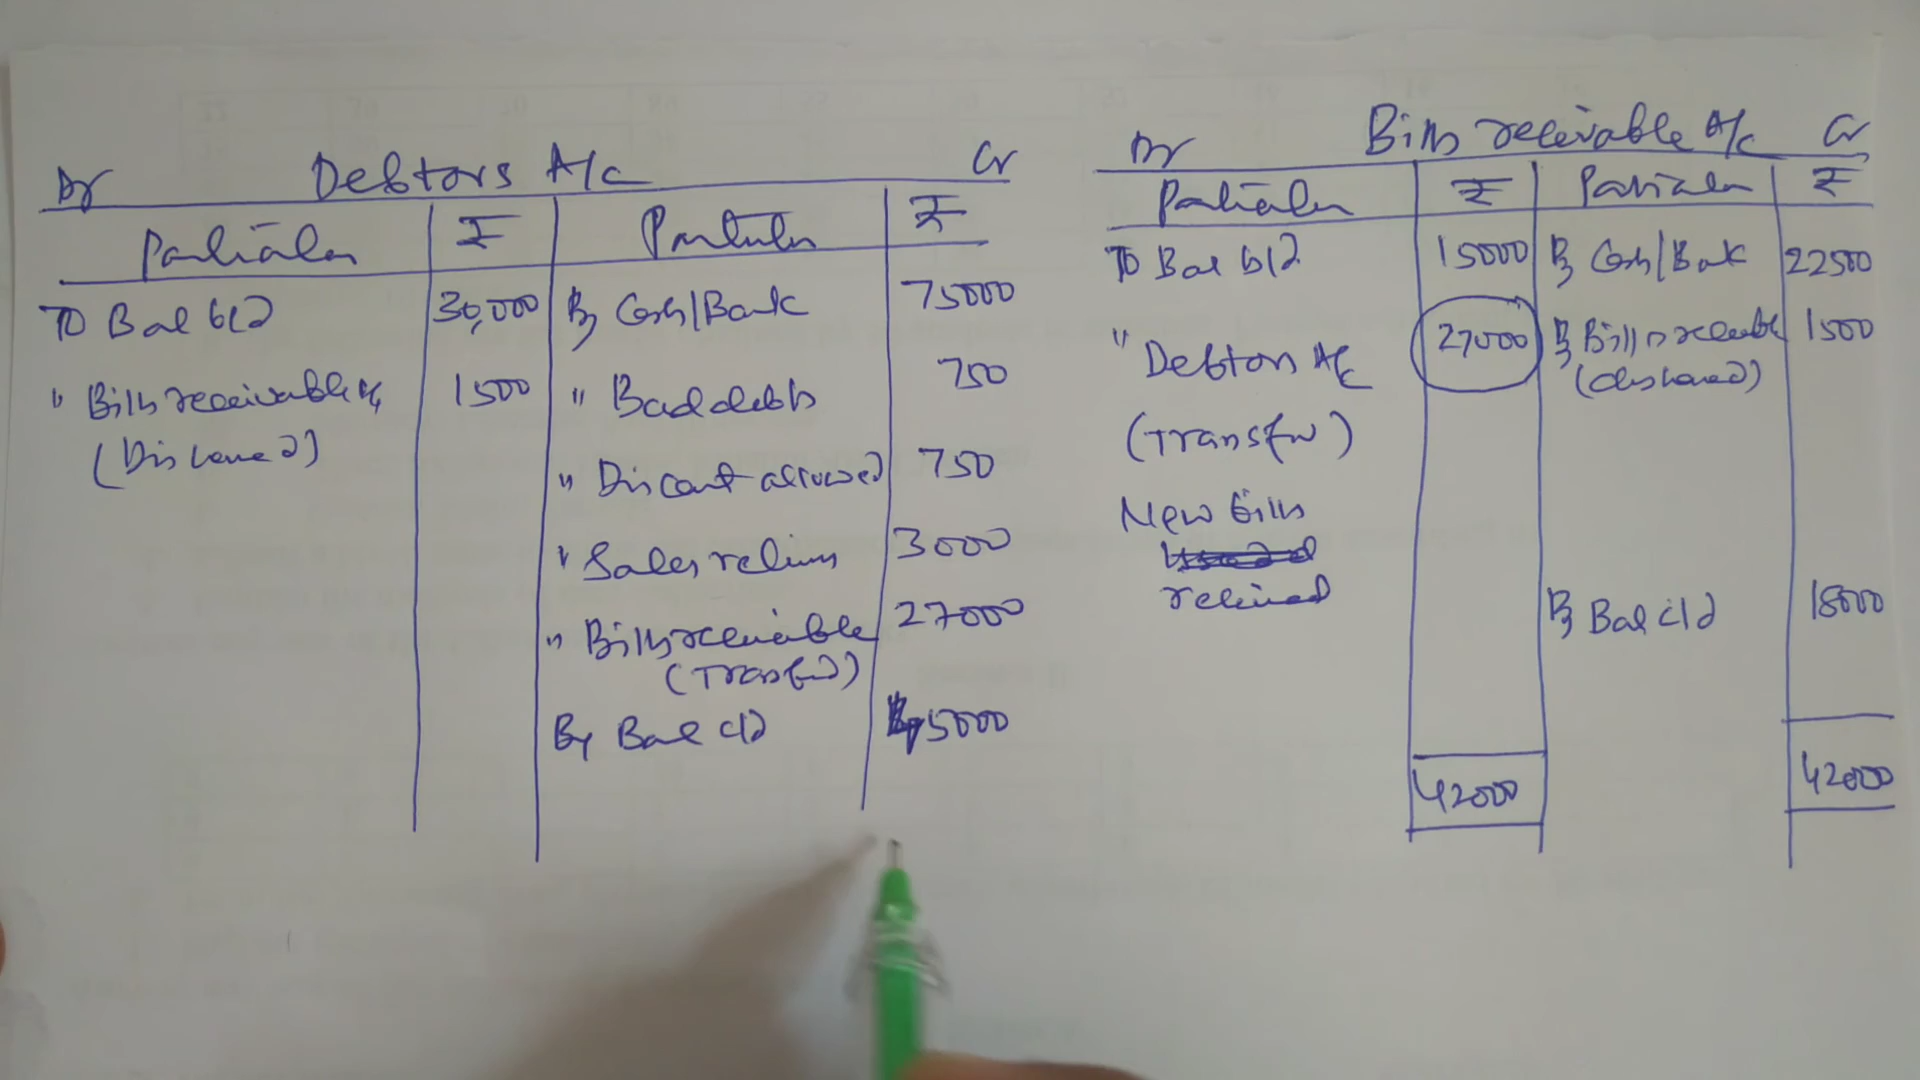 Dr Debtors A/c Cr
Particulars ₹ Particulars ₹
To Bal b/d 30,000 By Cash/Bank 75000
" Bills receivable A/c 1500 " Bad debts 750
(Dishonoured)
" Discount allowed 750
" Sales return 3000
" Bills receivable 27000
(Transfer)
By Bal c/d 45000
Dr Bills receivable A/c Cr
Particulars ₹ Particulars ₹
To Bal b/d 15000 By Cash/Bank 22500
" Debtors A/c 27000 By Bills receivable 1500
(Transfer) (dishonoured)
New bills
received
By Bal c/d 18000
42000 42000